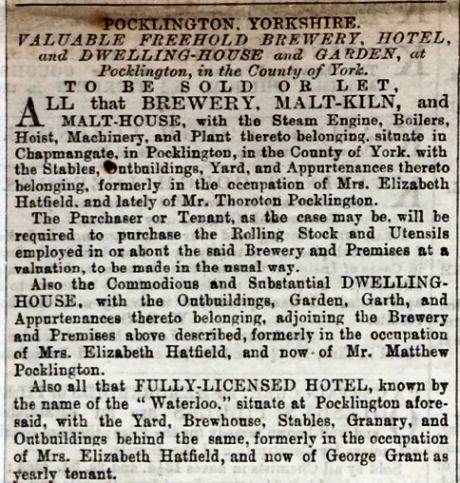 POCKLINGTON, YORKSHIRE.
VALUABLE FREEHOLD BREWERY, HOTEL,
and DWELLING-HOUSE and GARDEN, at
Pocklington, in the County of York.
TO BE SOLD OR LET,
ALL that BREWERY, MALT-KILN, and
MALT-HOUSE, with the Steam Engine, Boilers,
Hoist, Machinery, and Plant thereto belonging, situate in
Chapmangate, in Pocklington, in the County of York, with
the Stables, Outbuildings, Yard, and Appurtenances thereto
belonging, formerly in the occupation of Mrs. Elizabeth
Hatfield, and lately of Mr. Thoroton Pocklington.
The Purchaser or Tenant, as the case may be, will be
required to purchase the Rolling Stock and Utensils
employed in or about the said Brewery and Premises at a
valuation, to be made in the usual way.
Also the Commodious and Substantial DWELLING-
HOUSE, with the Outbuildings, Garden, Garth, and
Appurtenances thereto belonging, adjoining the Brewery
and Premises above described, formerly in the occupation
of Mrs. Elizabeth Hatfield, and now of Mr. Matthew
Pocklington.
Also all that FULLY-LICENSED HOTEL, known by
the name of the "Waterloo," situate at Pocklington afore-
said, with the Yard, Brewhouse, Stables, Granary, and
Outbuildings behind the same, formerly in the occupation
of Mrs. Elizabeth Hatfield, and now of George Grant as
yearly tenant.